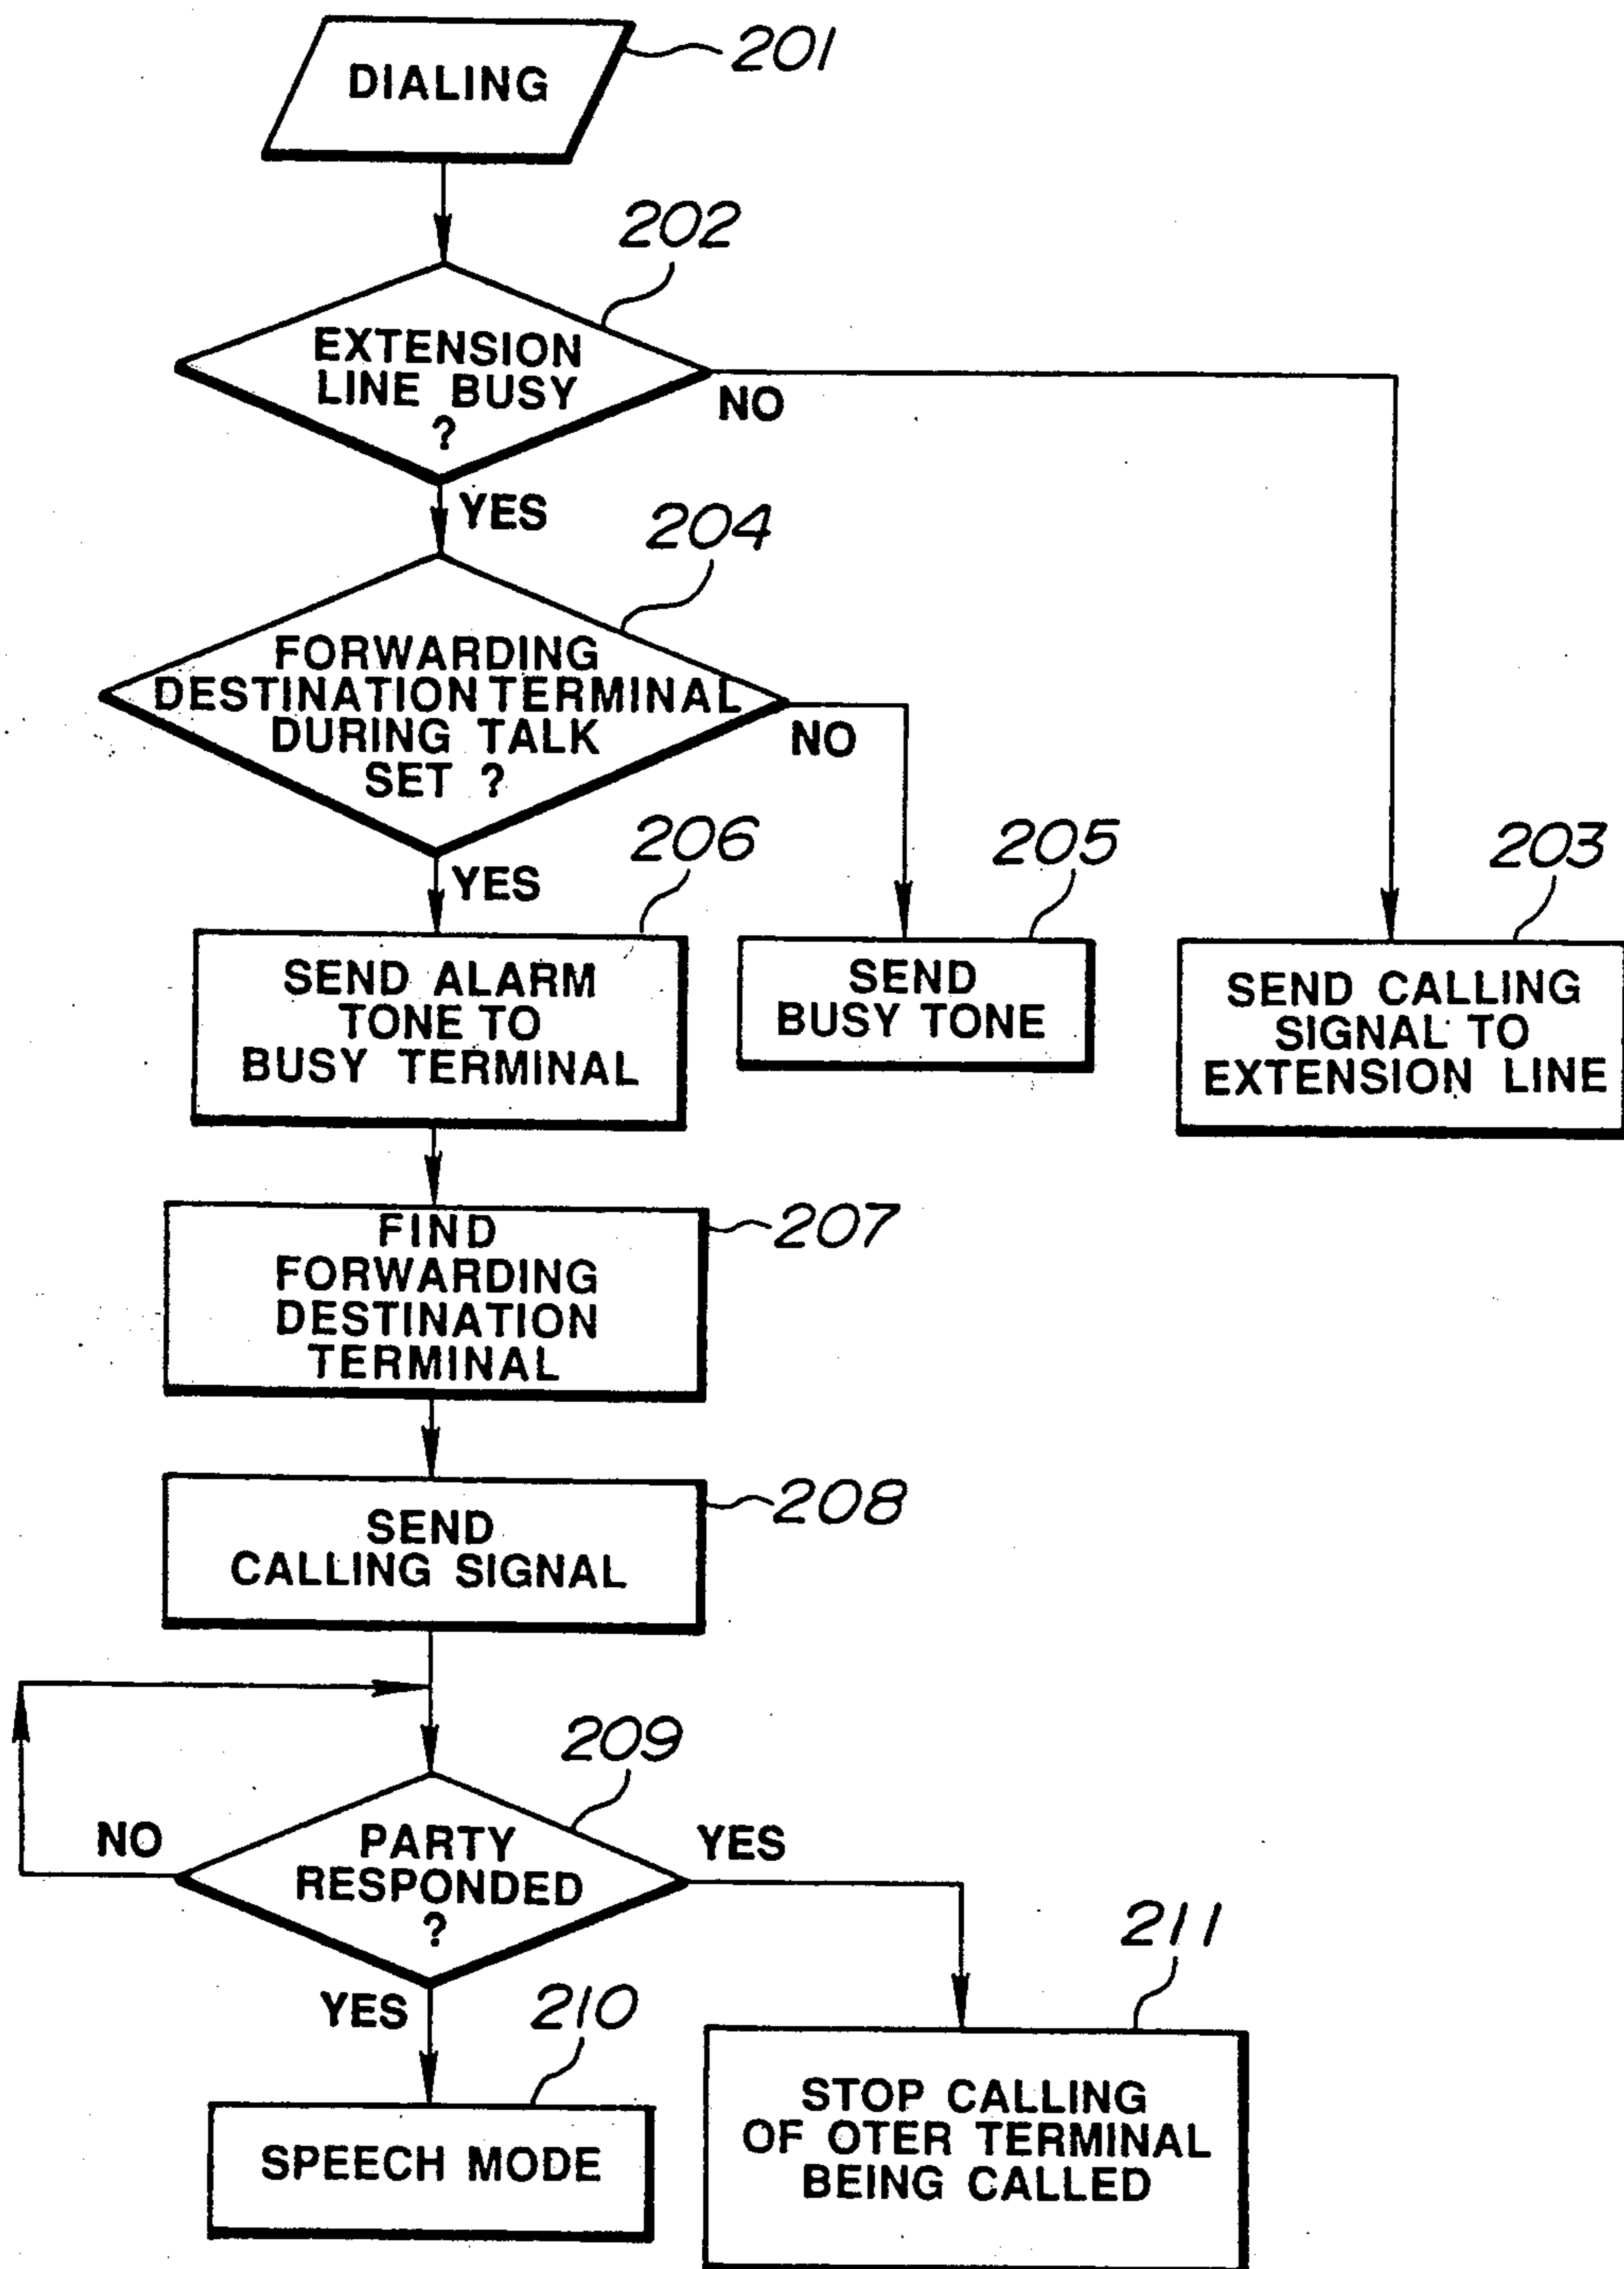 DIALING
201
202
EXTENSION
LINE BUSY
?
NO
YES
204
FORWARDING
DESTINATION TERMINAL
DURING TALK
SET ?
NO
YES
206
SEND ALARM
TONE TO
BUSY TERMINAL
205
SEND
BUSY TONE
203
SEND CALLING
SIGNAL TO
EXTENSION LINE
207
FIND
FORWARDING
DESTINATION
TERMINAL
208
SEND
CALLING SIGNAL
209
PARTY
RESPONDED
?
NO
YES
YES
210
SPEECH MODE
211
STOP CALLING
OF OTER TERMINAL
BEING CALLED